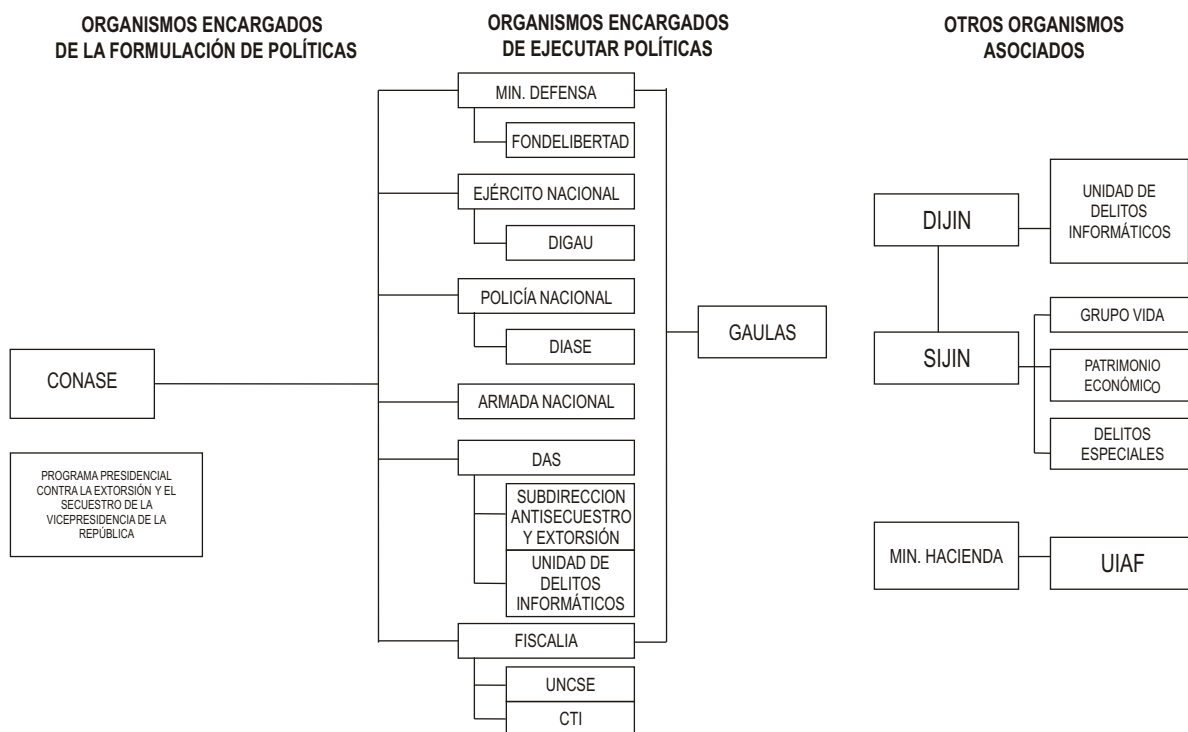 ORGANISMOS ENCARGADOS
DE LA FORMULACIÓN DE POLÍTICAS
CONASE
PROGRAMA PRESIDENCIAL
CONTRA LA EXTORSIÓN Y EL
SECUESTRO DE LA
VICEPRESIDENCIA DE LA
REPÚBLICA
ORGANISMOS ENCARGADOS
DE EJECUTAR POLÍTICAS
MIN. DEFENSA
FONDELIBERTAD
EJÉRCITO NACIONAL
DIGAU
POLICÍA NACIONAL
DIASE
ARMADA NACIONAL
DAS
SUBDIRECCION
ANTISECUESTRO
Y EXTORSIÓN
UNIDAD DE
DELITOS
INFORMÁTICOS
FISCALIA
UNCSE
CTI
GAULAS
OTROS ORGANISMOS
ASOCIADOS
DIJIN
UNIDAD DE
DELITOS
INFORMÁTICOS
SIJIN
GRUPO VIDA
PATRIMONIO
ECONÓMICO
DELITOS
ESPECIALES
MIN. HACIENDA
UIAF